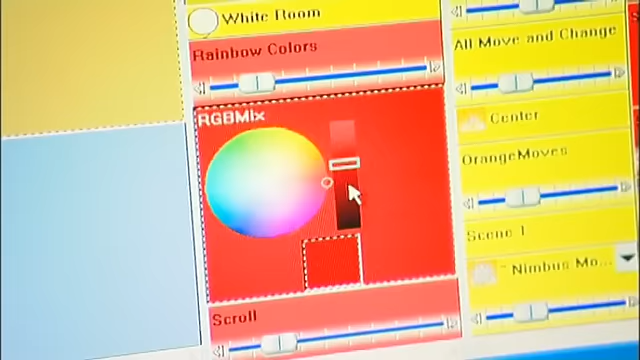 White Room
Rainbow Colors
RGBMix
Scroll
All Move and Change
Center
OrangeMoves
Scene 1
Nimbus Mo...